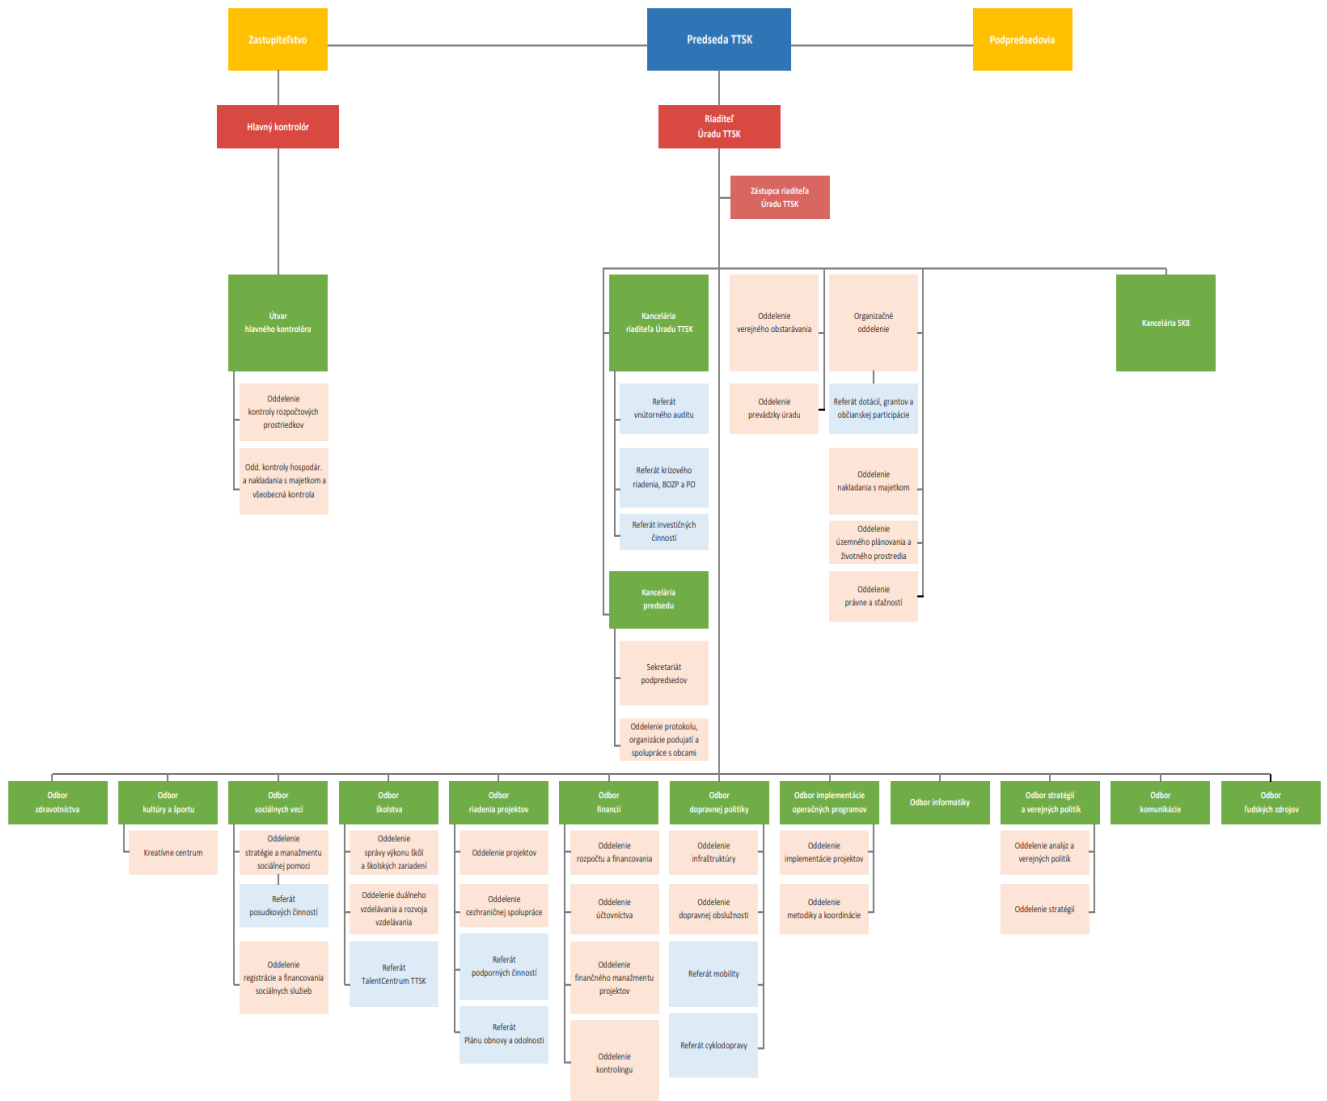 Zastupiteľstvo
Predseda TTSK
Podpredsedovia
Hlavný kontrolór
Riaditeľ
Úradu TTSK
Zástupca riaditeľa
Úradu TTSK
Útvar
hlavného kontrolóra
Kancelária
riaditeľa Úradu TTSK
Oddelenie
verejného obstarávania
Organizačné
oddelenie
Kancelária SK8
Oddelenie
kontroly rozpočtových
prostriedkov
Referát
vnútorného auditu
Oddelenie
prevádzky úradu
Referát dotácií, grantov a
občianskej participácie
Odd. kontroly hospodár.
a nakladania s majetkom a
všeobecná kontrola
Referát krízového
riadenia, BOZP a PO
Oddelenie
nakladania s majetkom
Referát investičných
činností
Oddelenie
územného plánovania a
životného prostredia
Kancelária
predsedu
Oddelenie
právne a sťažností
Sekretariát
podpredsedov
Oddelenie protokolu,
organizácie podujatí a
spolupráce s obcami
Odbor
zdravotníctva
Odbor
kultúry a športu
Odbor
sociálnych vecí
Odbor
školstva
Odbor
riadenia projektov
Odbor
financií
Odbor
dopravnej politiky
Odbor implementácie
operačných programov
Odbor informatiky
Odbor stratégií
a verejných politík
Odbor
komunikácie
Odbor
ľudských zdrojov
Kreatívne centrum
Oddelenie
stratégie a manažmentu
sociálnej pomoci
Referát
posudkových činností
Oddelenie
registrácie a financovania
sociálnych služieb
Oddelenie
správy výkonu škôl
a školských zariadení
Oddelenie duálneho
vzdelávania a rozvoja
vzdelávania
Referát
TalentCentrum TTSK
Oddelenie projektov
Oddelenie
cezhraničnej spolupráce
Referát
podporných činností
Referát
Plánu obnovy a odolnosti
Oddelenie
rozpočtu a financovania
Oddelenie
účtovníctva
Oddelenie
finančného manažmentu
projektov
Oddelenie
kontrolingu
Oddelenie
infraštruktúry
Oddelenie
dopravnej obslužnosti
Referát mobility
Referát cyklodopravy
Oddelenie
implementácie projektov
Oddelenie
metodiky a koordinácie
Oddelenie analýz a
verejných politík
Oddelenie stratégií